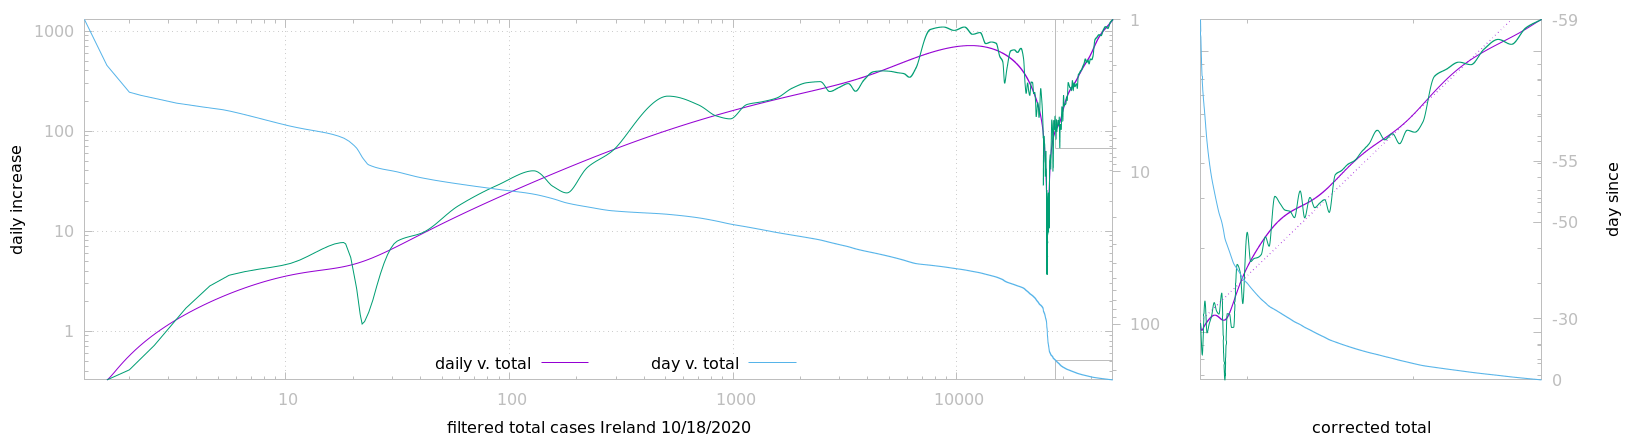 1000
100
10
1
daily increase
daily v. total
day v. total
10
100
1000
10000
filtered total cases Ireland 10/18/2020
1
10
100
-59
-55
-50
-30
0
day since
corrected total